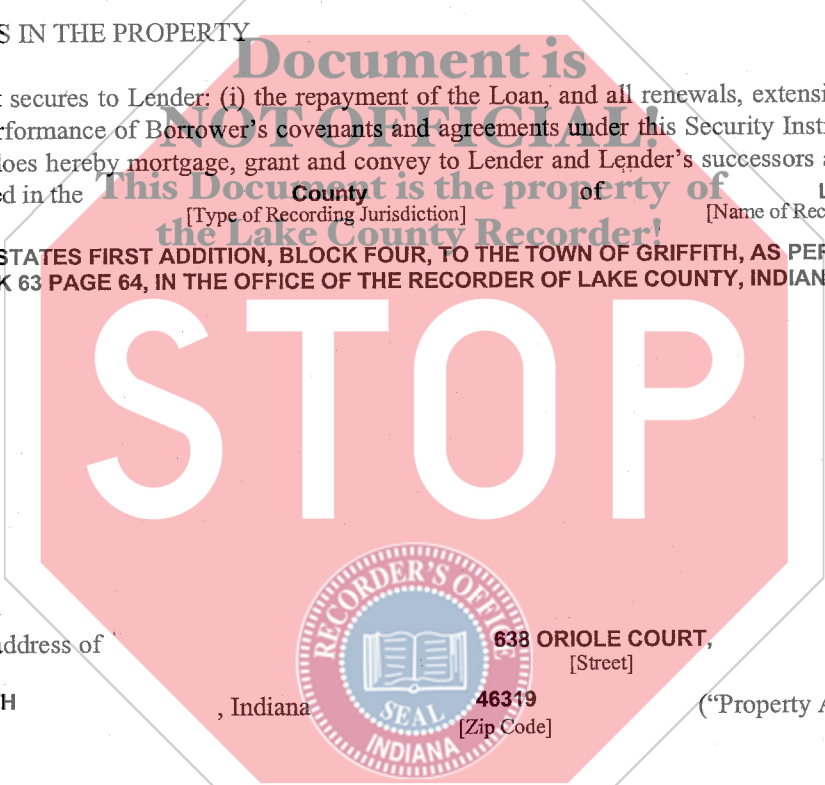 S IN THE PROPERTY
Document is
secures to Lender: (i) the repayment of the Loan, and all renewals, extensi
NOT OFFICIAL!
rformance of Borrower's covenants and agreements under this Security Inst
does hereby mortgage, grant and convey to Lender and Lender's successors a
ed in the County of L
This Document is the property of
[Type of Recording Jurisdiction] [Name of Rec
the Lake County Recorder!
STATES FIRST ADDITION, BLOCK FOUR, TO THE TOWN OF GRIFFITH, AS PER
K 63 PAGE 64, IN THE OFFICE OF THE RECORDER OF LAKE COUNTY, INDIAN
STOP
RECORDER'S OFFICE
address of 638 ORIOLE COURT,
[Street]
H , Indiana 46319 ("Property A
SEAL [Zip Code]
INDIANA